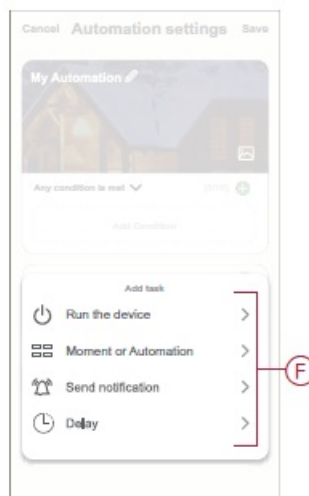 Cancel Automation settings Save
My Automation
Any condition is met
Add Condition
Add task
Run the device
Moment or Automation
Send notification
Delay
F